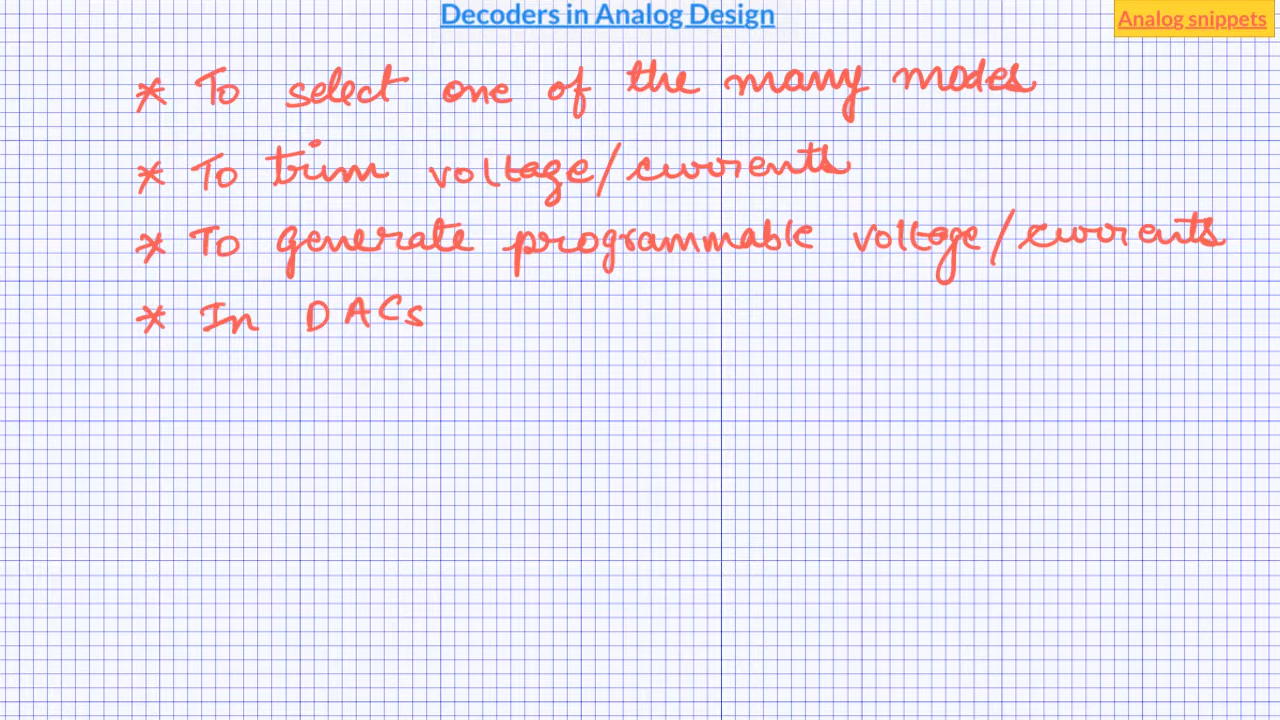 Decoders in Analog Design
Analog snippets
* To select one of the many modes
* To trim voltage/currents
* To generate programmable voltage/currents
* In DACs